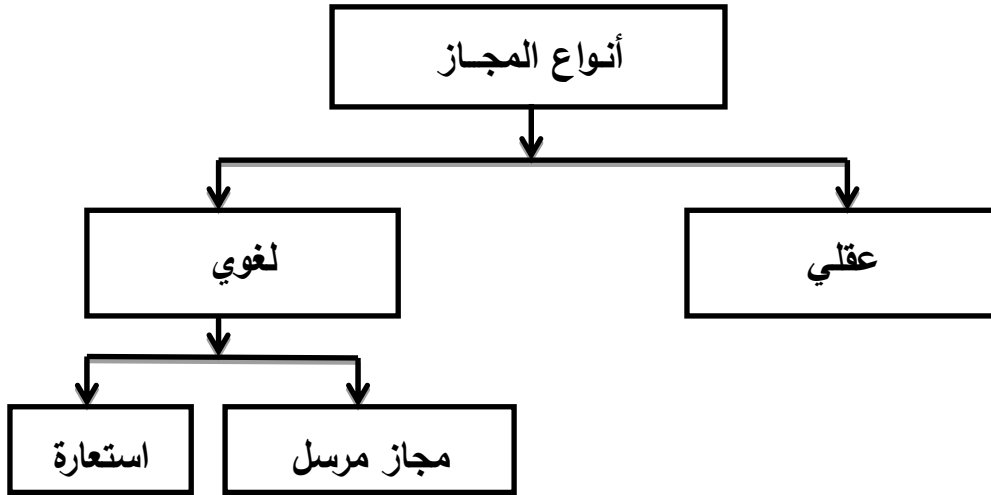 أنواع المجاز
عقلي
لغوي
مجاز مرسل
استعارة